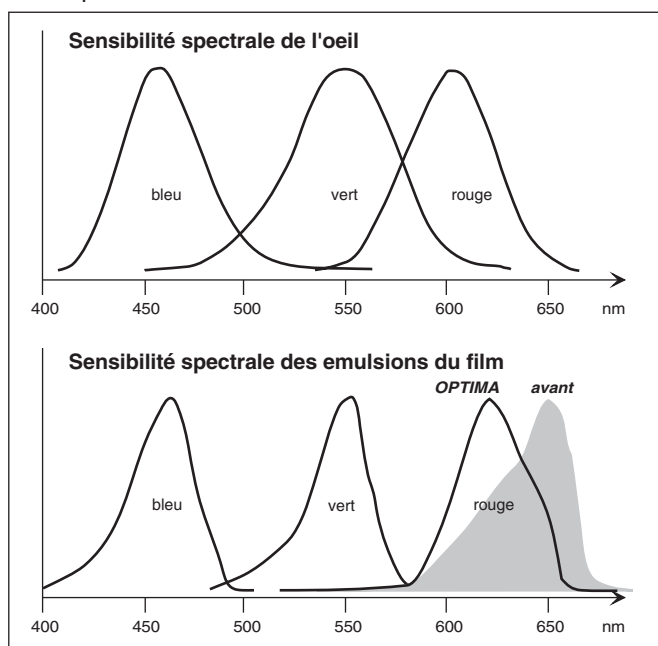 Sensibilité spectrale de l'oeil
bleu vert rouge
400 450 500 550 600 650 nm
Sensibilité spectrale des emulsions du film
OPTIMA avant
bleu vert rouge
400 450 500 550 600 650 nm